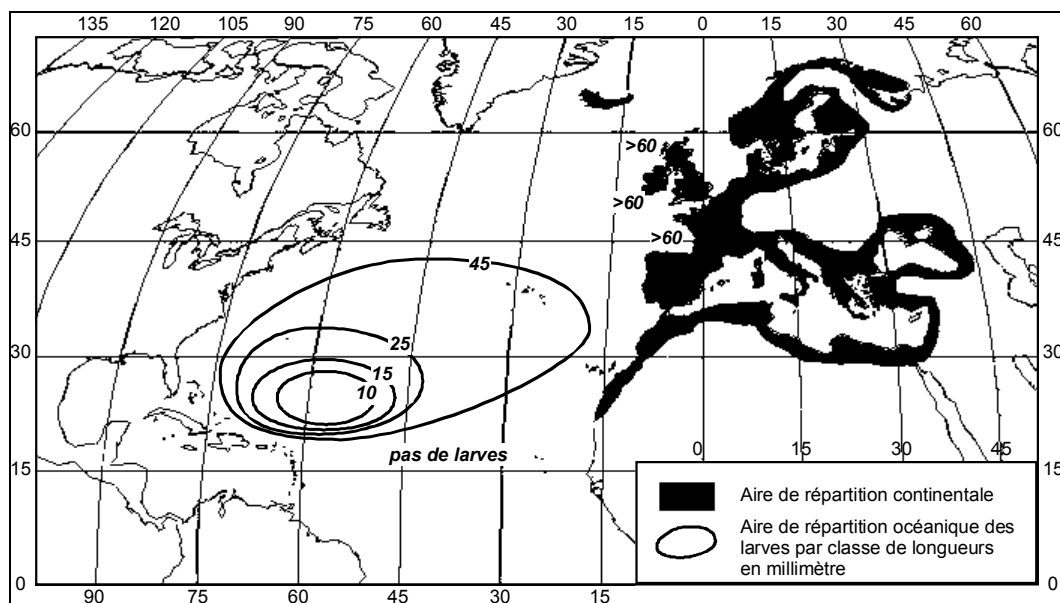 135 120 105 90 75 60 45 30 15 0 15 30 45 60
60 >60 60
>60
45 >60 45
45
30 25 30
15
10
pas de larves 0 15 30 45
15 15
Aire de répartition continentale
Aire de répartition océanique des
larves par classe de longueurs
en millimètre
0 0
90 75 60 45 30 15